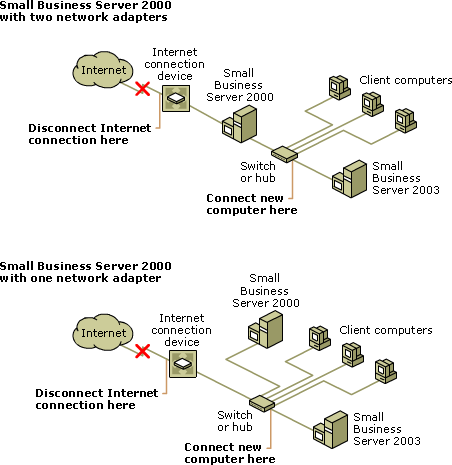 Small Business Server 2000
with two network adapters
Internet
Internet
connection
device
Small
Business
Server 2000
Client computers
Disconnect Internet
connection here
Switch
or hub
Small
Business
Server 2003
Connect new
computer here
Small Business Server 2000
with one network adapter
Small
Business
Server 2000
Internet
Internet
connection
device
Client computers
Disconnect Internet
connection here
Switch
or hub
Small
Business
Server 2003
Connect new
computer here